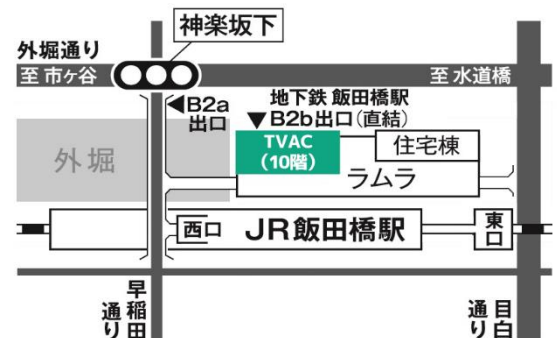 神楽坂下
外堀通り
至市ヶ谷
至水道橋
◀B2a
出口
地下鉄 飯田橋駅
▼B2b出口(直結)
TVAC
(10階)
住宅棟
外堀
ラムラ
西口
JR飯田橋駅
東口
早稲田通り
目白通り